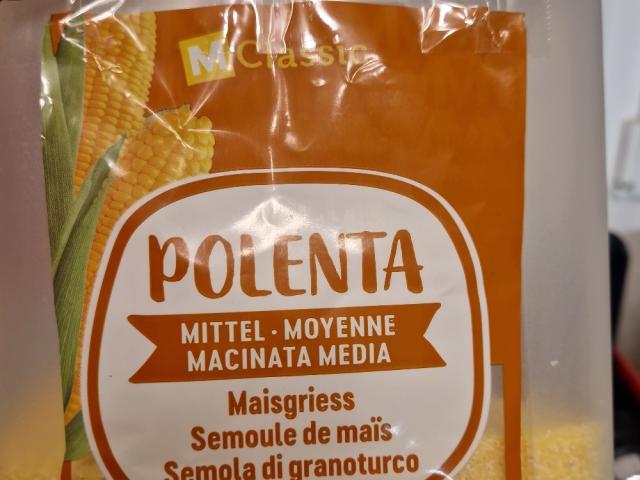 M Classic
POLENTA
MITTEL · MOYENNE
MACINATA MEDIA
Maisgriess
Semoule de maïs
Semola di granoturco